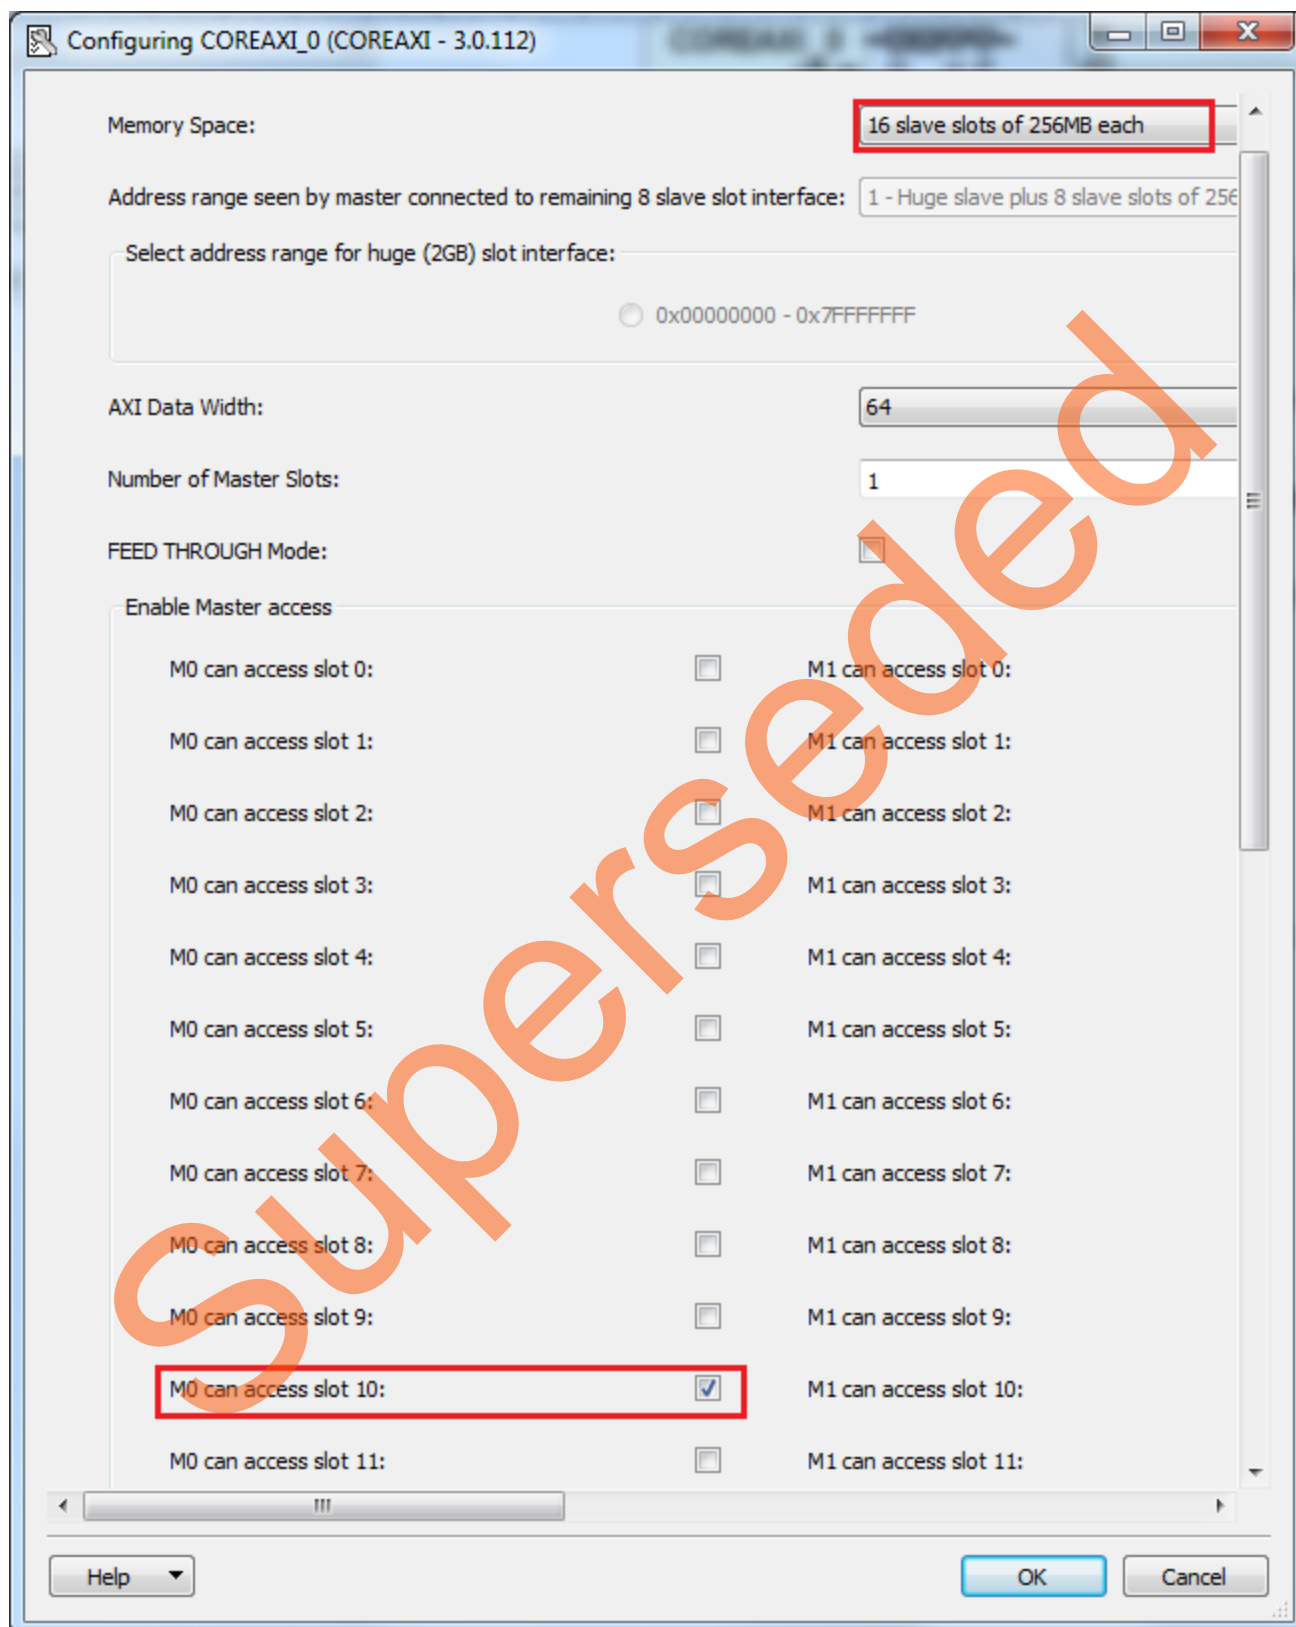 Configuring COREAXI_0 (COREAXI - 3.0.112)
Memory Space: 16 slave slots of 256MB each
Address range seen by master connected to remaining 8 slave slot interface: 1 - Huge slave plus 8 slave slots of 256
Select address range for huge (2GB) slot interface:
0x00000000 - 0x7FFFFFFF
AXI Data Width: 64
Number of Master Slots: 1
FEED THROUGH Mode:
Enable Master access
M0 can access slot 0: M1 can access slot 0:
M0 can access slot 1: M1 can access slot 1:
M0 can access slot 2: M1 can access slot 2:
M0 can access slot 3: M1 can access slot 3:
M0 can access slot 4: M1 can access slot 4:
M0 can access slot 5: M1 can access slot 5:
M0 can access slot 6: M1 can access slot 6:
M0 can access slot 7: M1 can access slot 7:
M0 can access slot 8: M1 can access slot 8:
M0 can access slot 9: M1 can access slot 9:
M0 can access slot 10: M1 can access slot 10:
M0 can access slot 11: M1 can access slot 11:
Help OK Cancel
Superseded